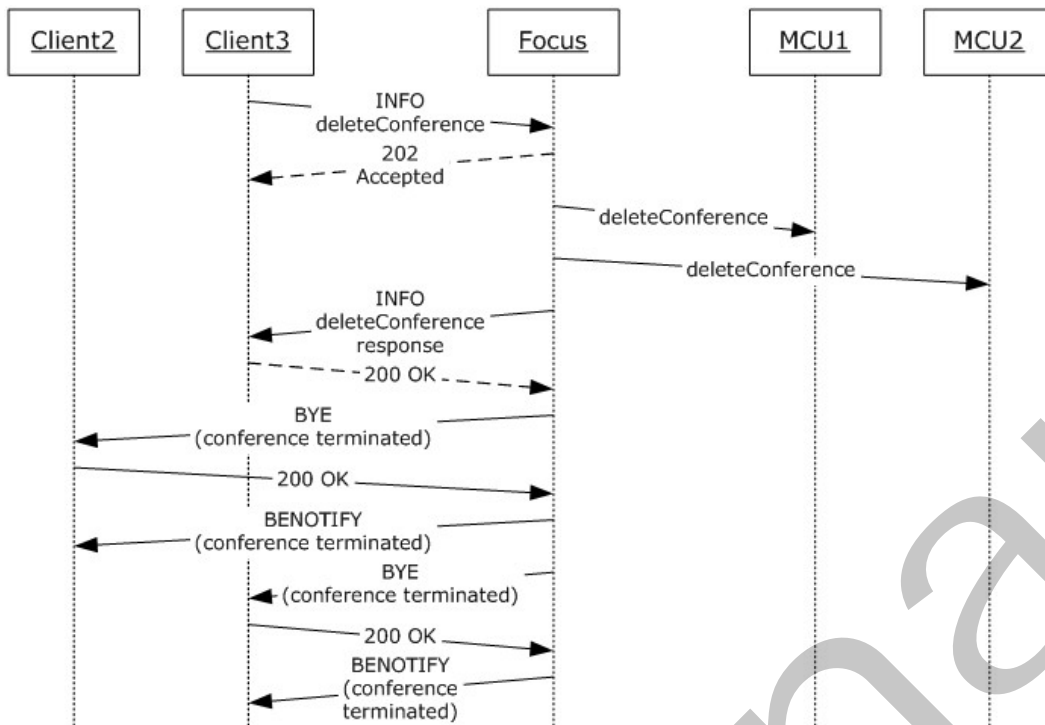 Client2
Client3
Focus
MCU1
MCU2
INFO
deleteConference
202
Accepted
deleteConference
deleteConference
INFO
deleteConference
response
200 OK
BYE
(conference terminated)
200 OK
BENOTIFY
(conference terminated)
BYE
(conference terminated)
200 OK
BENOTIFY
(conference
terminated)